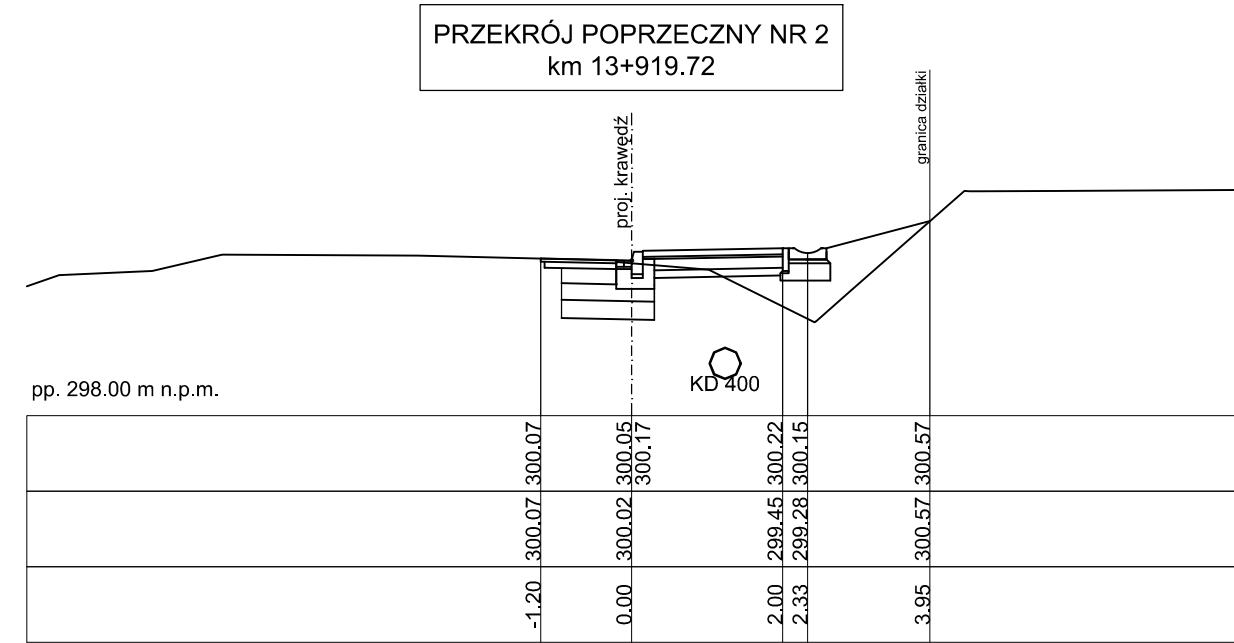 PRZEKRÓJ POPRZECZNY NR 2
km 13+919.72
proj. krawędź
granica działki
KD 400
pp. 298.00 m n.p.m.
300.07
300.05
300.17
300.22
300.15
300.57
300.07
300.02
299.45
299.28
300.57
-1.20
0.00
2.00
2.33
3.95